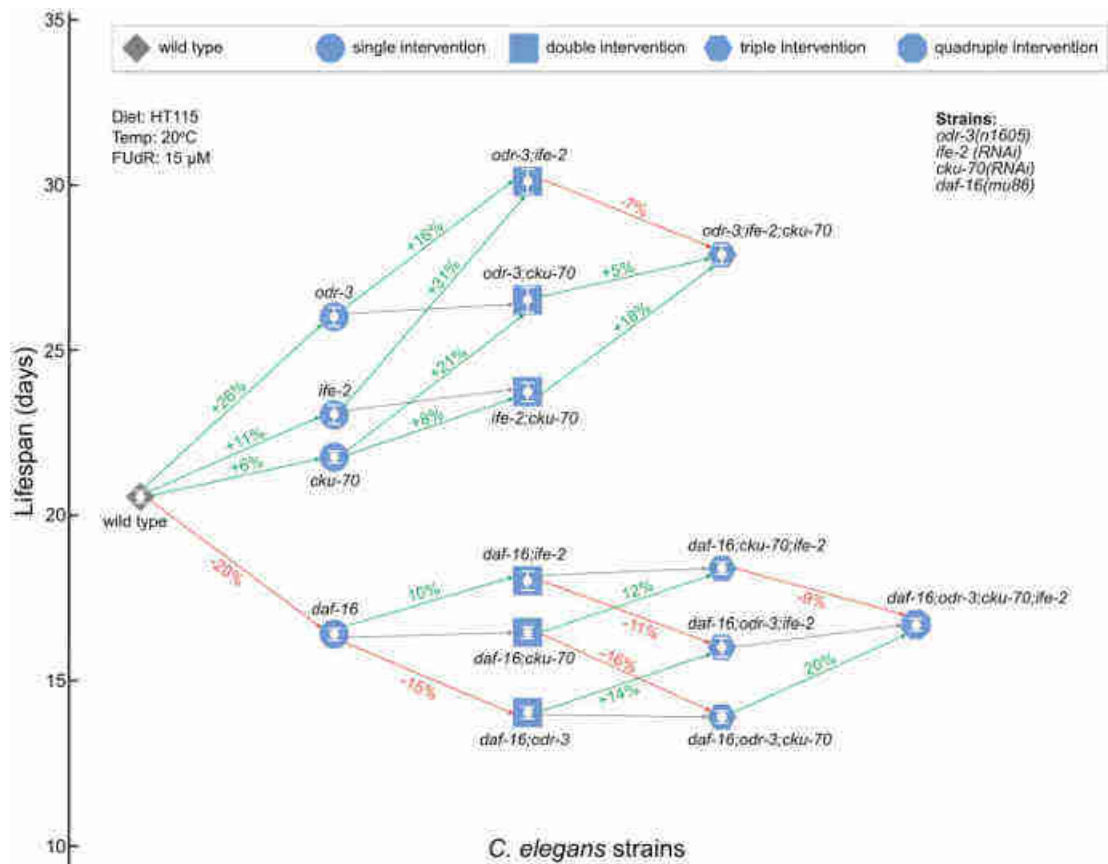 35
wild type
single intervention
double intervention
triple intervention
quadruple intervention
Diet: HT115
Temp: 20°C
FUdR: 15 µM
Strains:
odr-3(n1605)
ife-2 (RNAi)
cku-70(RNAi)
daf-16(mu86)
odr-3;ife-2
30
-7%
odr-3;ife-2;cku-70
+16%
+31%
odr-3;cku-70
+5%
odr-3
+18%
25
+26%
+21%
ife-2
+11%
+8%
ife-2;cku-70
+6%
cku-70
Lifespan (days)
wild type
20
-20%
daf-16;ife-2
daf-16;cku-70;ife-2
10%
12%
-9%
daf-16;odr-3;cku-70;ife-2
daf-16
-11%
daf-16;odr-3;ife-2
daf-16;cku-70
-16%
20%
15
-15%
+14%
daf-16;odr-3
daf-16;odr-3;cku-70
10
C. elegans strains